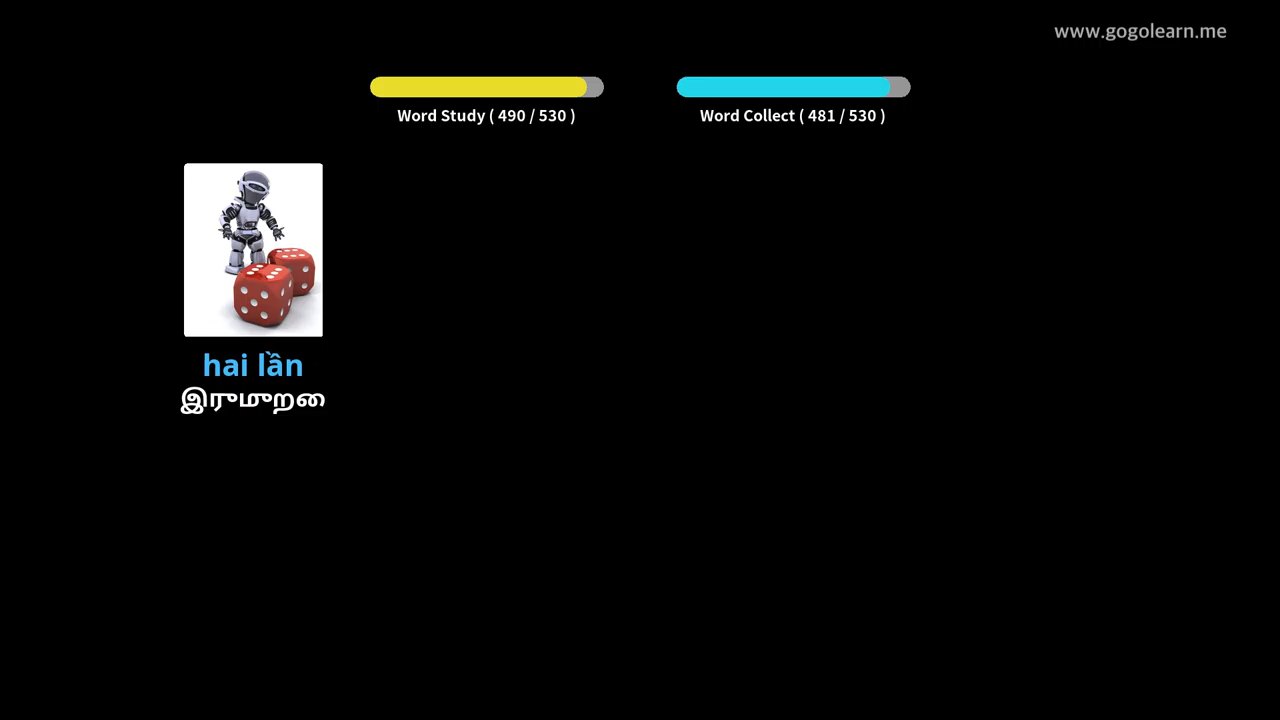 www.gogolearn.me
Word Study ( 490 / 530 )
Word Collect ( 481 / 530 )
hai lần
இருமுறை